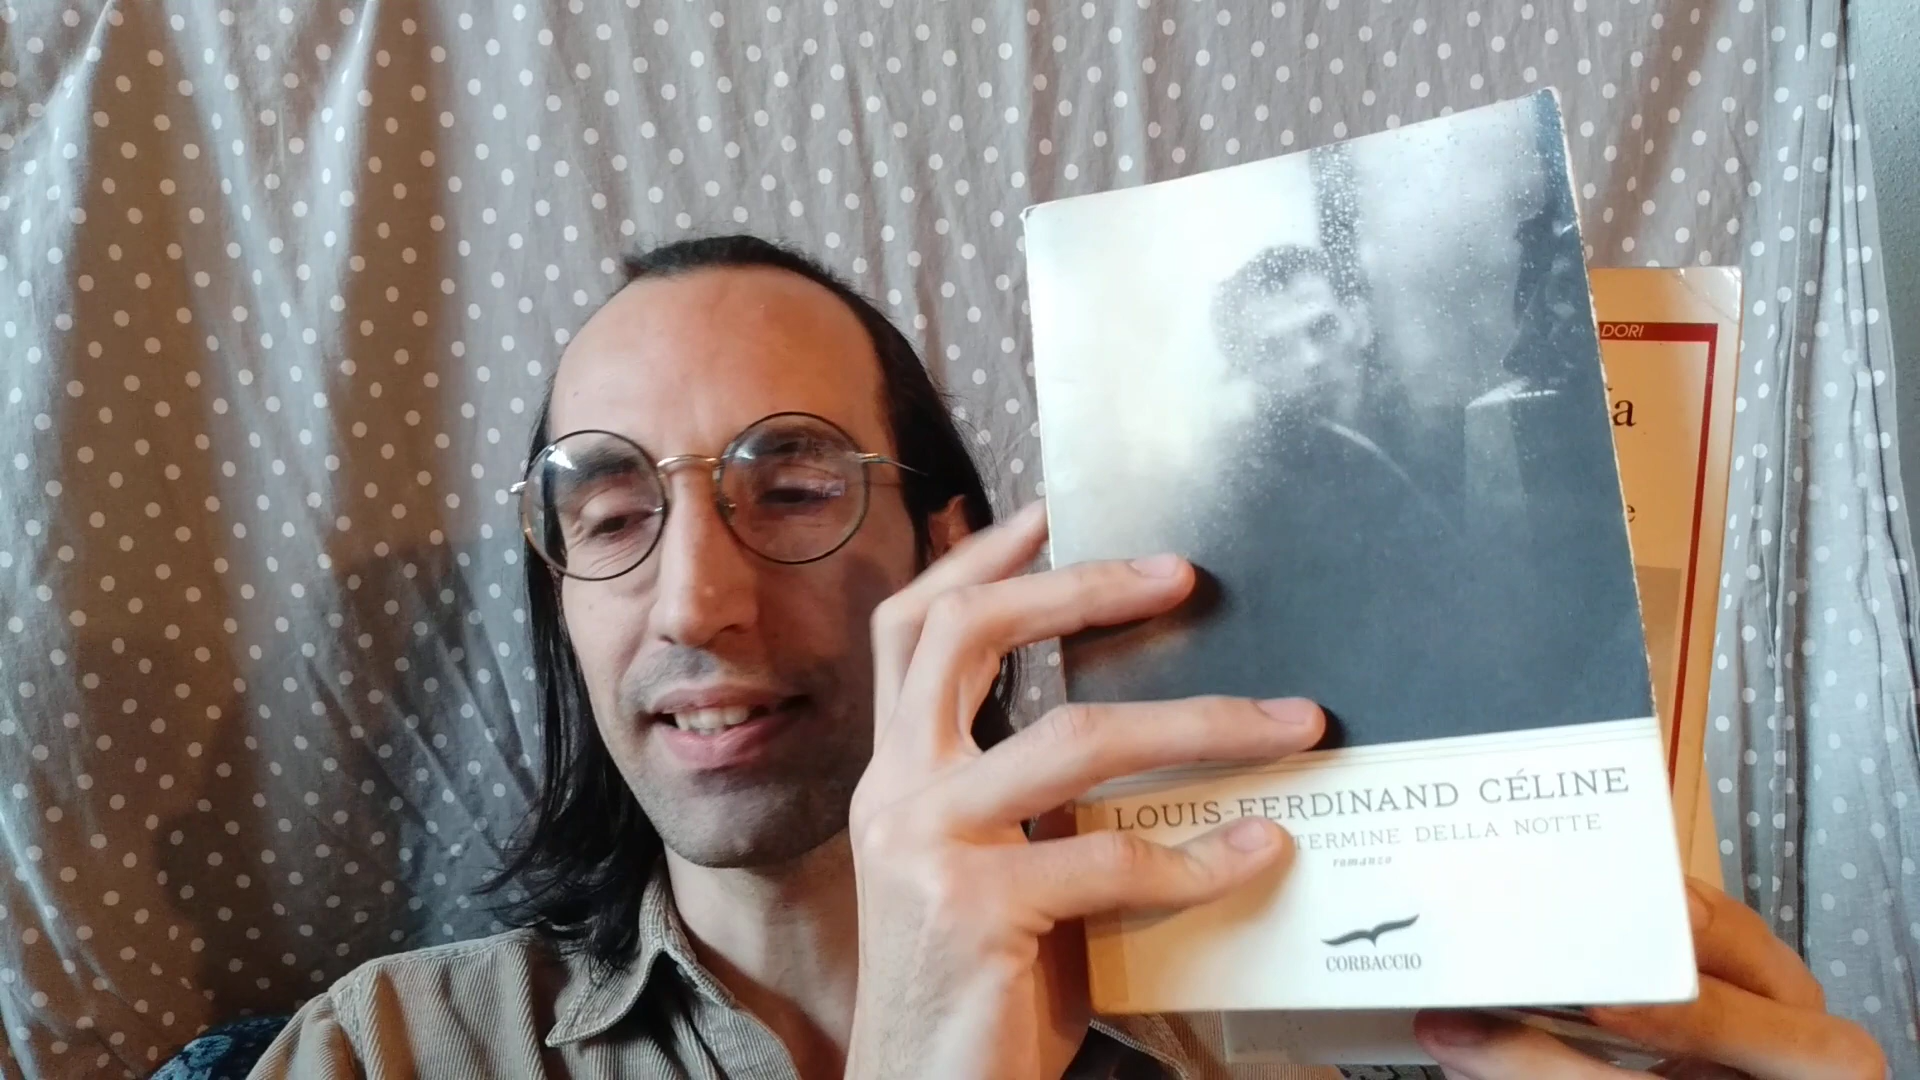 LOUIS-FERDINAND CÉLINE
TERMINE DELLA NOTTE
romanzo
CORBACCIO
DORI
a
e